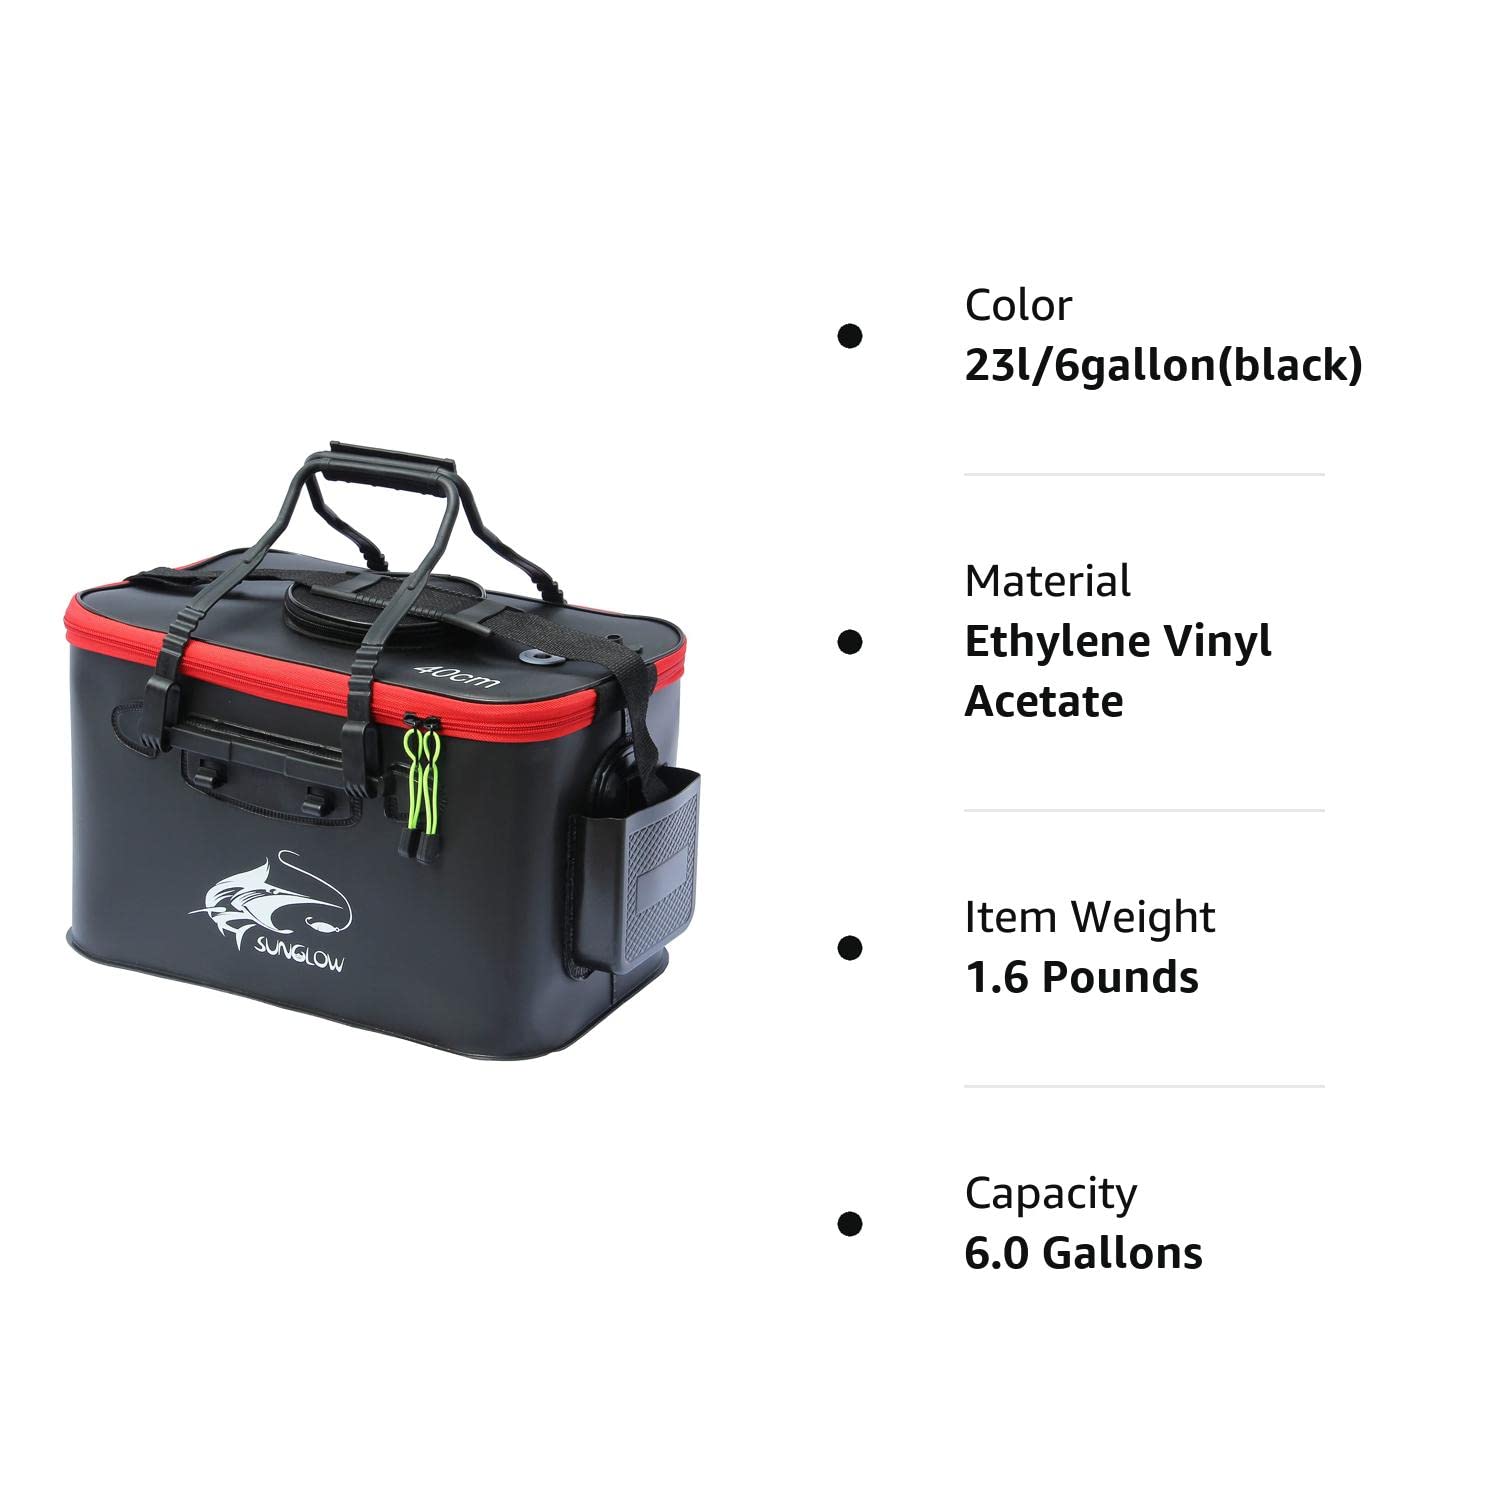 40cm
SUNGLOW
Color
23l/6gallon(black)
Material
Ethylene Vinyl
Acetate
Item Weight
1.6 Pounds
Capacity
6.0 Gallons